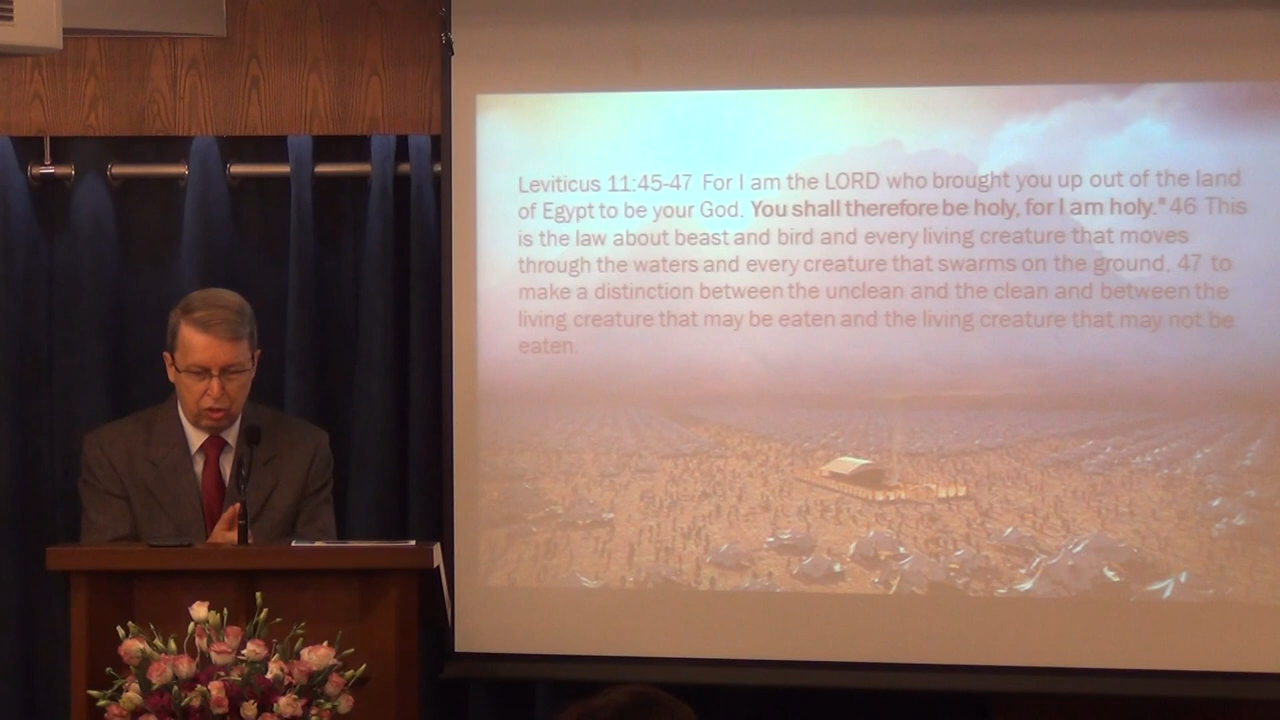 Leviticus 11:45-47 For I am the LORD who brought you up out of the land
of Egypt to be your God. You shall therefore be holy, for I am holy." 46 This
is the law about beast and bird and every living creature that moves
through the waters and every creature that swarms on the ground, 47 to
make a distinction between the unclean and the clean and between the
living creature that may be eaten and the living creature that may not be
eaten.